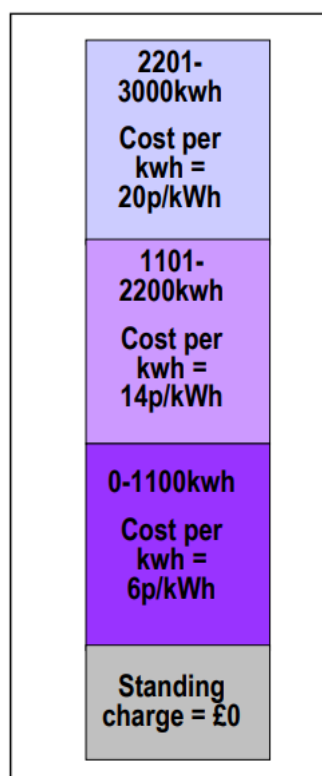 2201-
3000kwh
Cost per
kwh =
20p/kWh
1101-
2200kwh
Cost per
kwh =
14p/kWh
0-1100kwh
Cost per
kwh =
6p/kWh
Standing
charge = £0